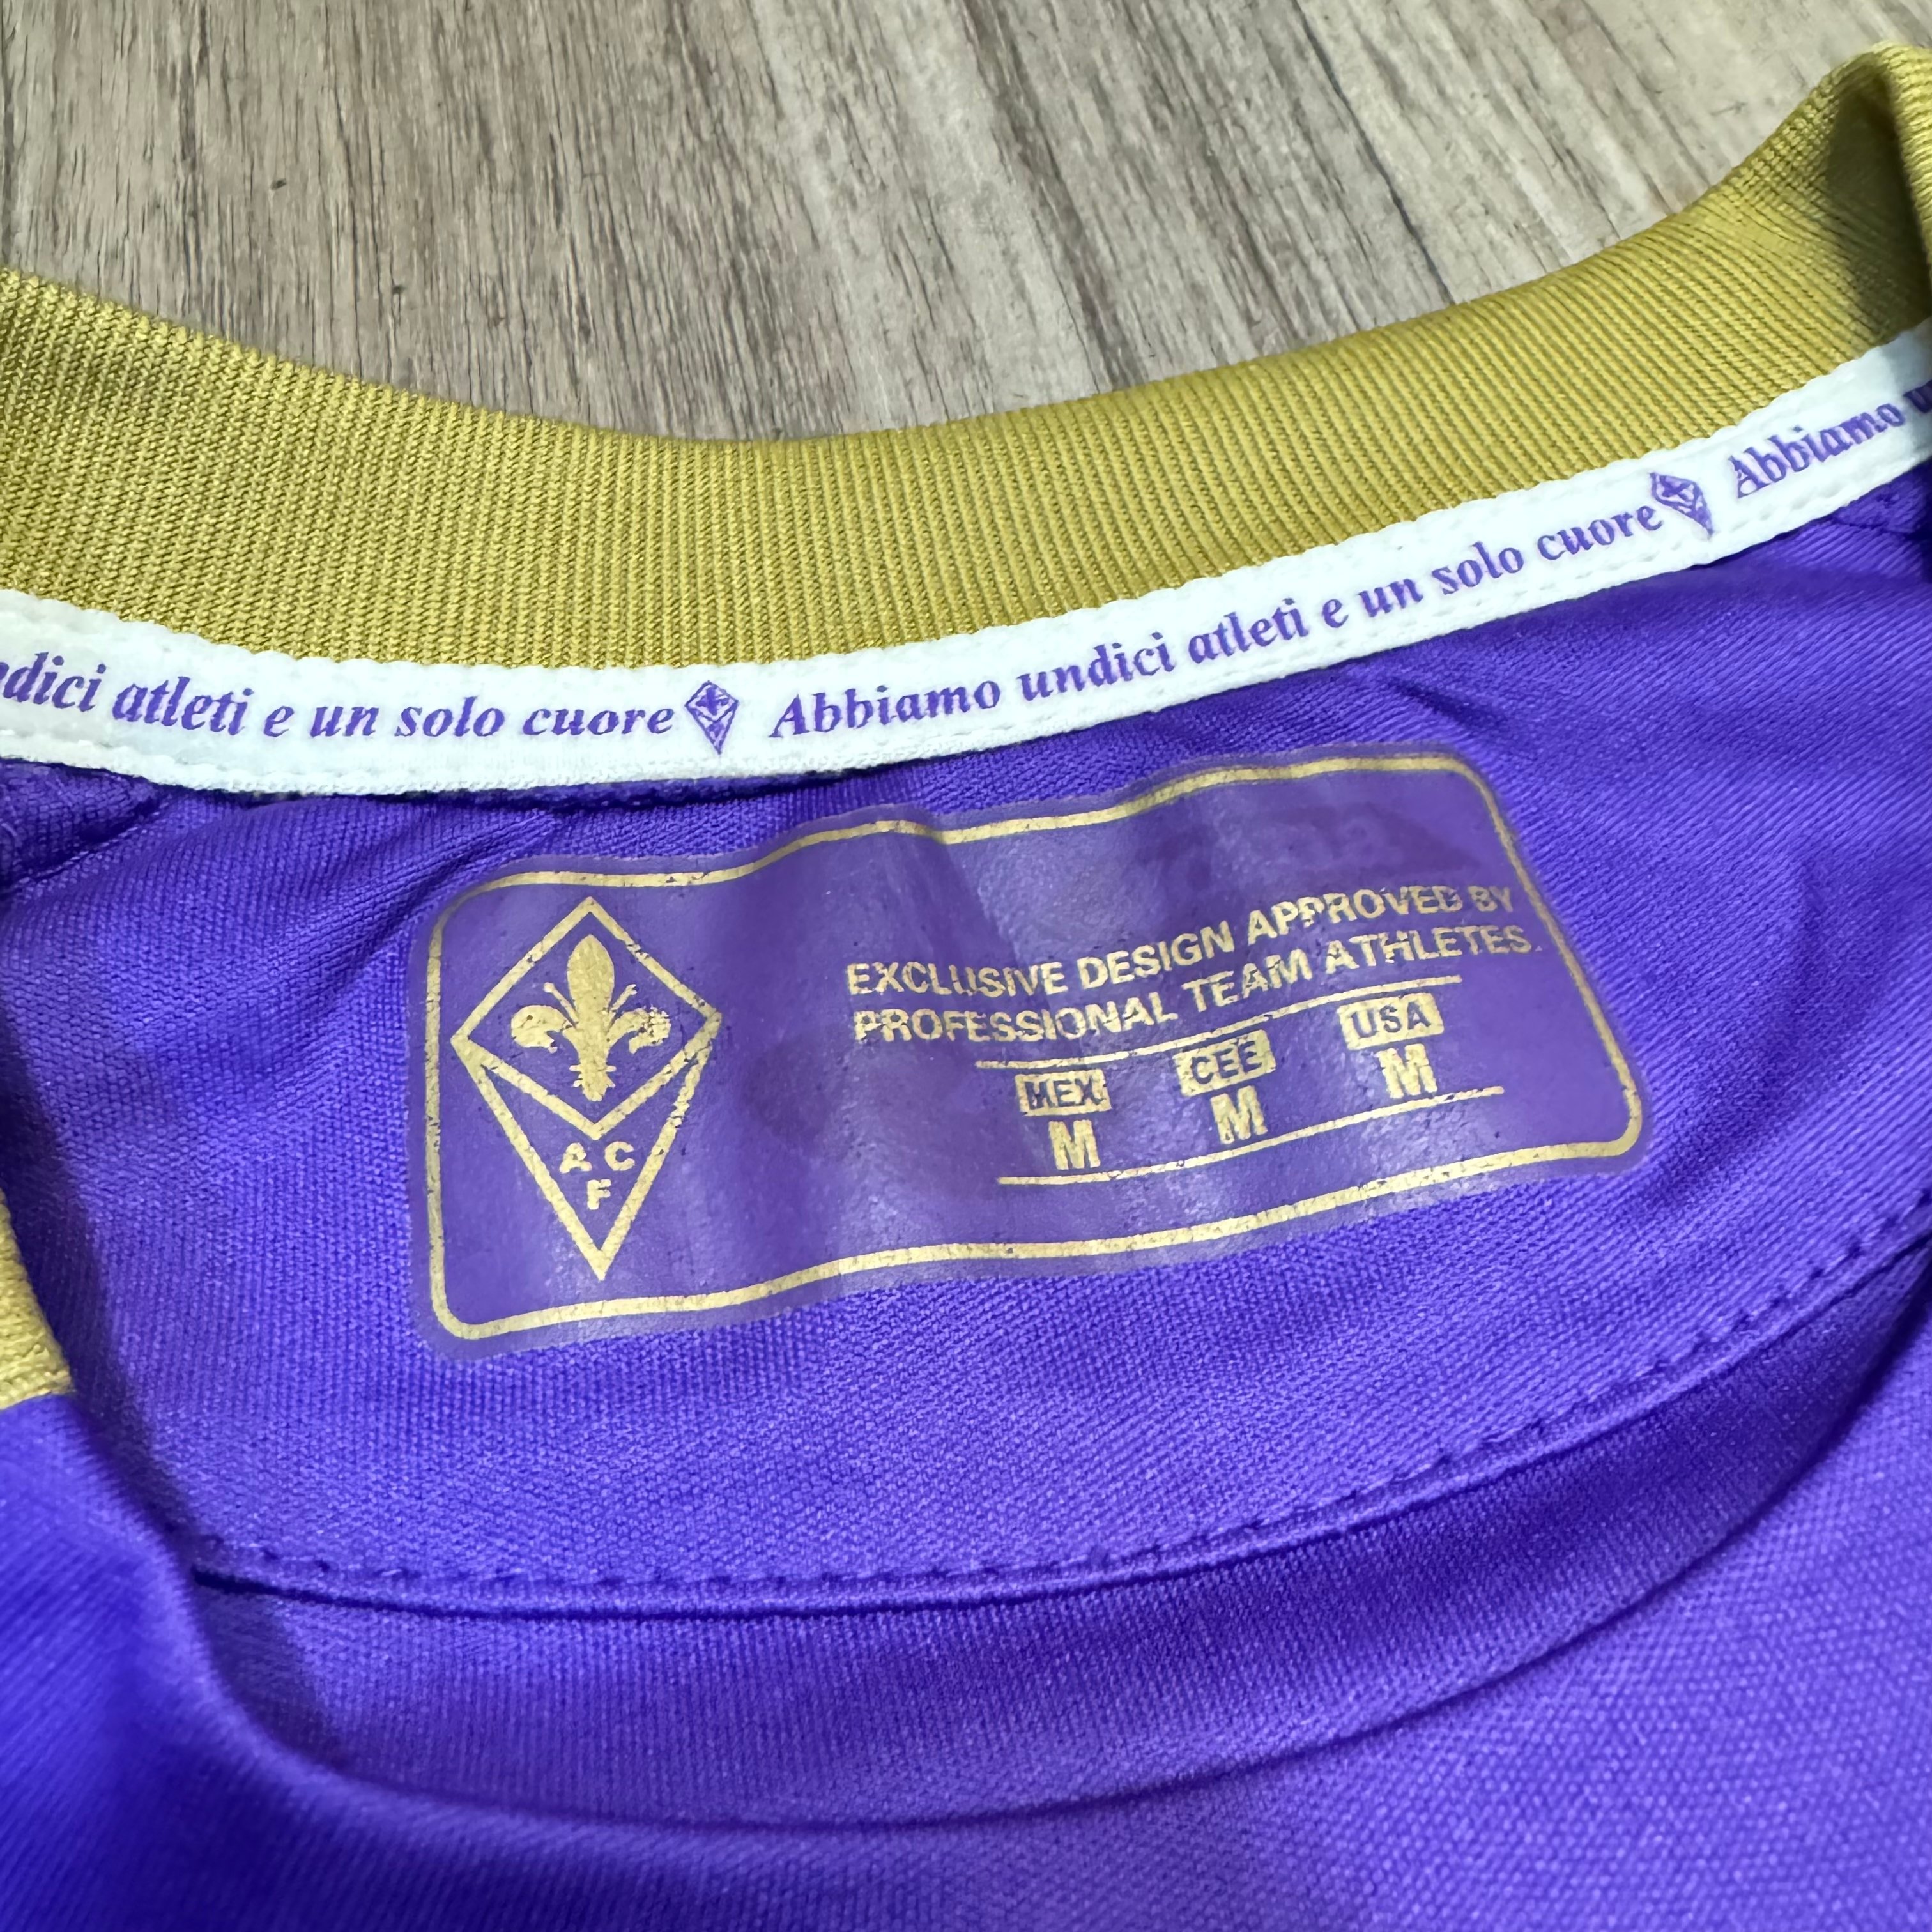 dici atleti e un solo cuore Abbiamo undici atleti e un solo cuore Abbiamo
EXCLUSIVE DESIGN APPROVED BY
PROFESSIONAL TEAM ATHLETES.
MEX CEE USA
M M M
A C
F